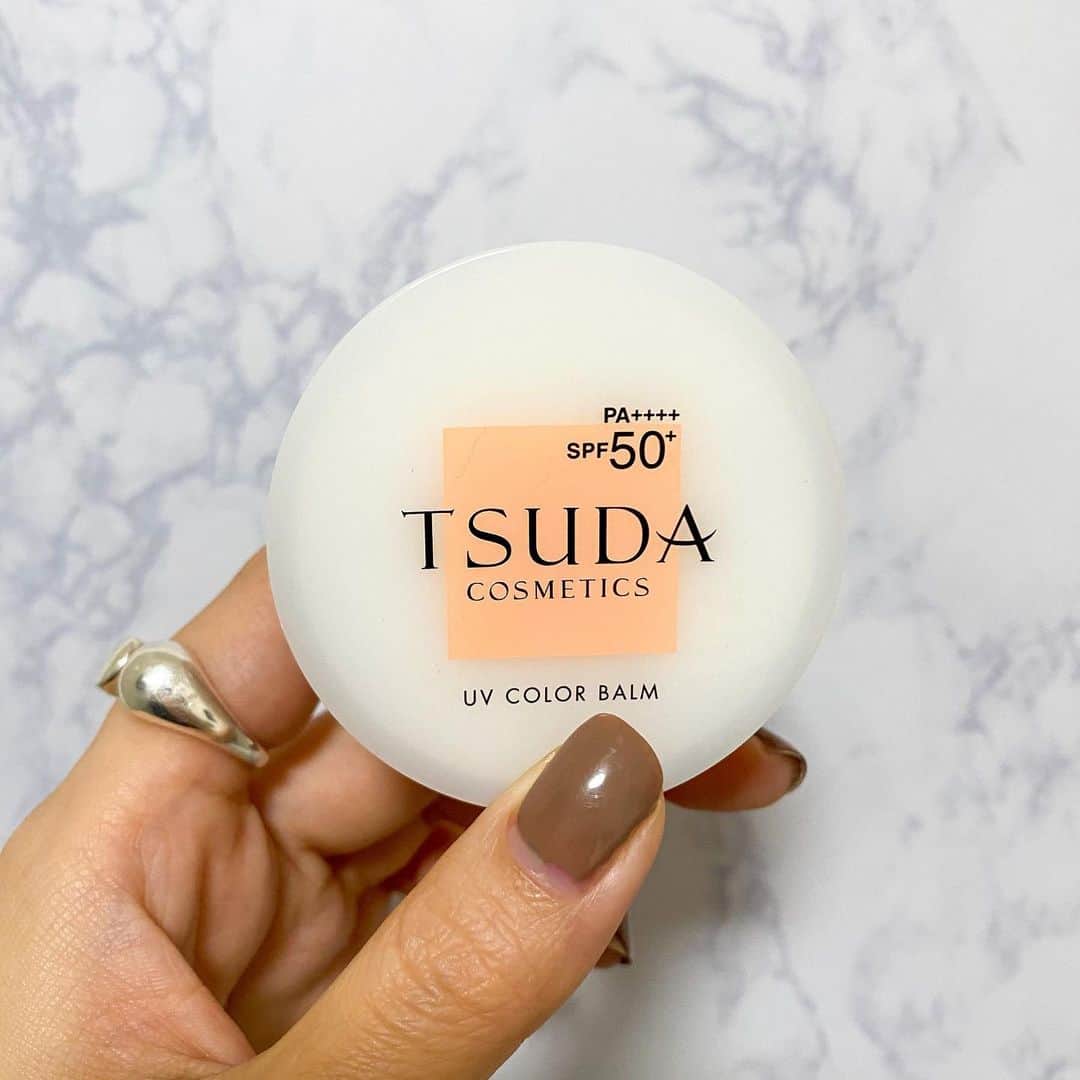 PA++++
SPF50+
TSUDA
COSMETICS
UV COLOR BALM